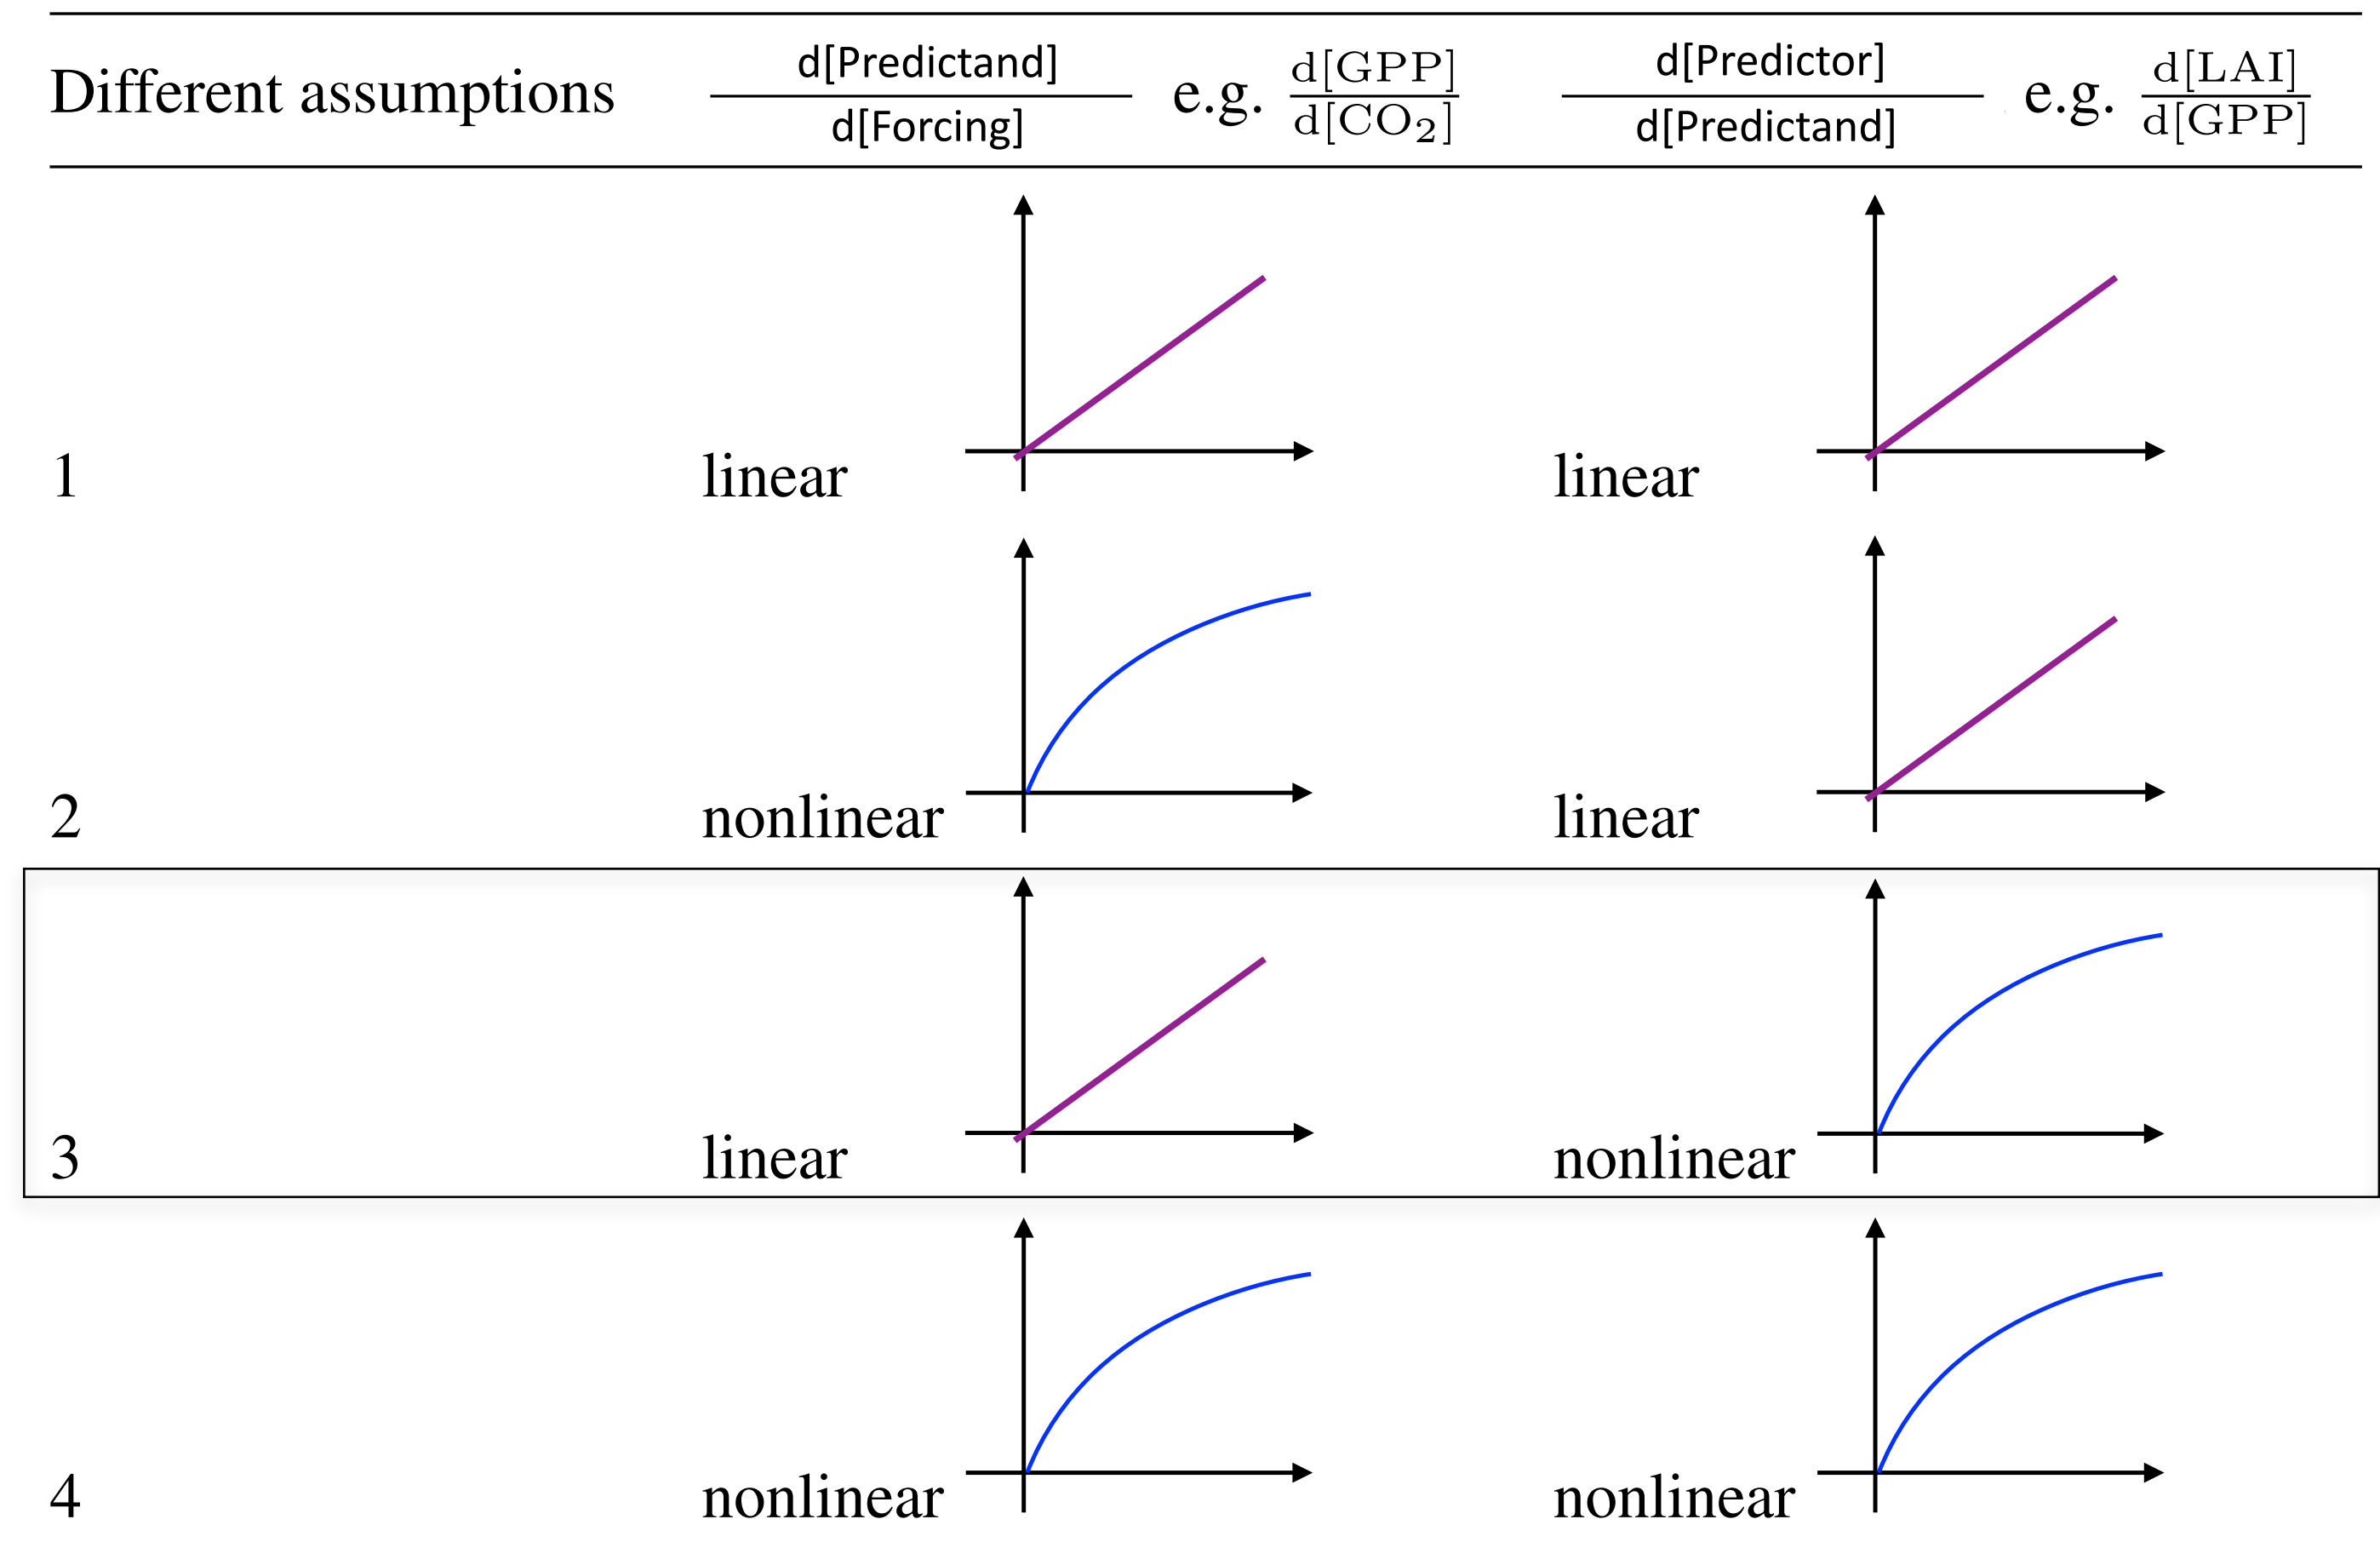 Different assumptions d[Predictand] / d[Forcing] e.g. d[GPP] / d[CO₂] d[Predictor] / d[Predictand] e.g. d[LAI] / d[GPP]
1 linear linear
2 nonlinear linear
3 linear nonlinear
4 nonlinear nonlinear